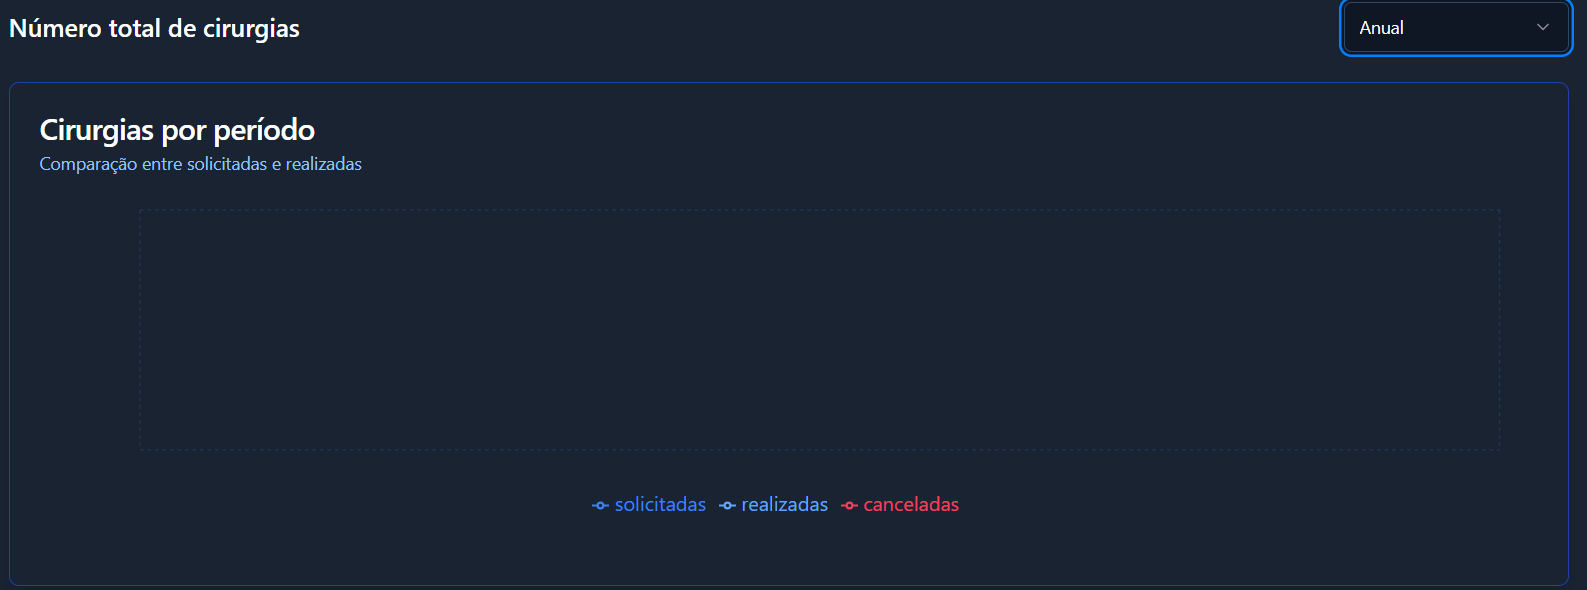 Número total de cirurgias
Anual
Cirurgias por período
Comparação entre solicitadas e realizadas
solicitadas realizadas canceladas